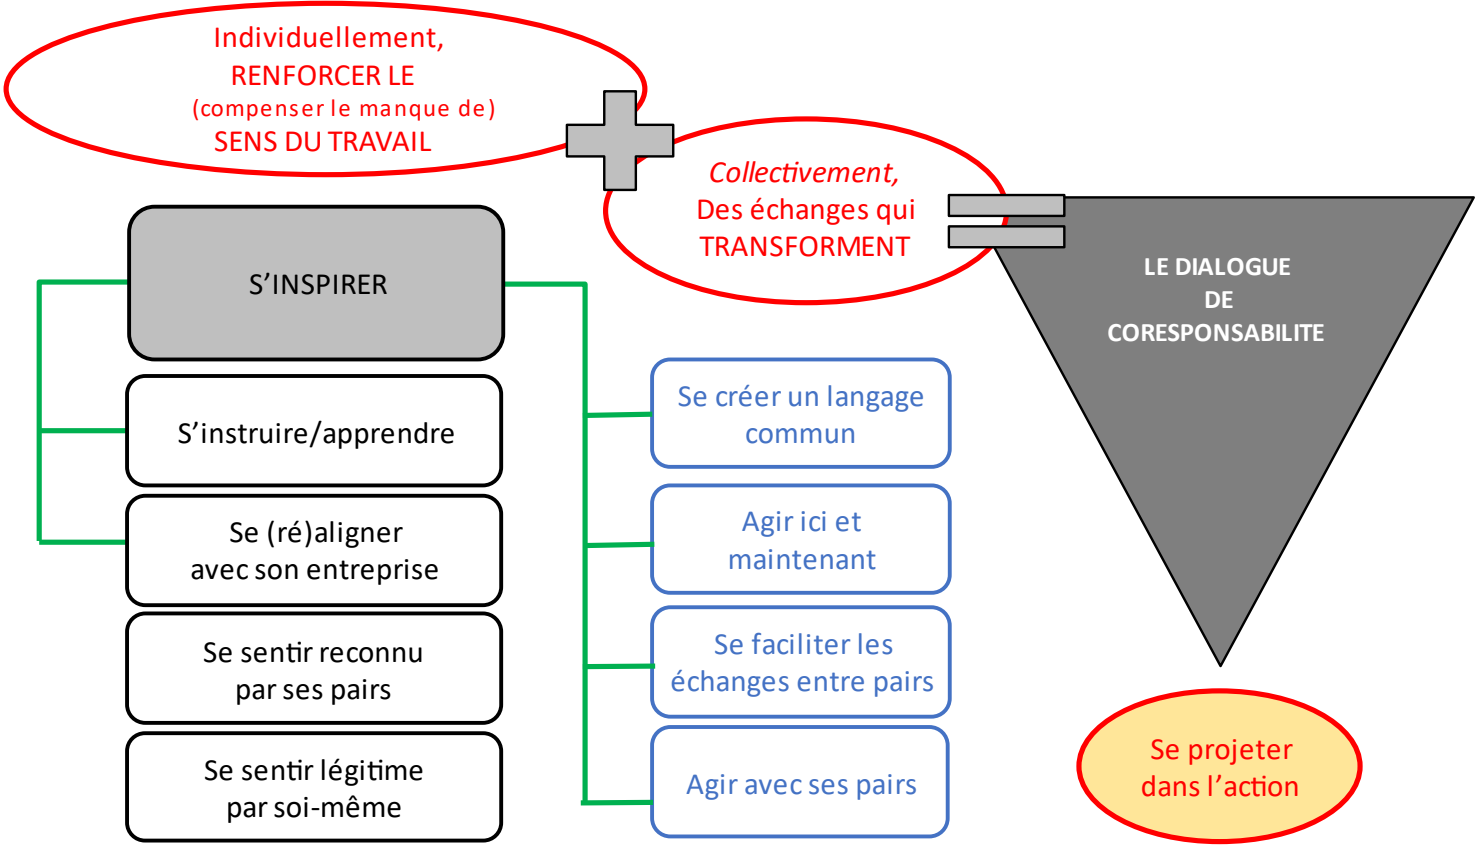 Individuellement,
RENFORCER LE
(compenser le manque de)
SENS DU TRAVAIL
Collectivement,
Des échanges qui
TRANSFORMENT
LE DIALOGUE
DE
CORESPONSABILITE
S’INSPIRER
S’instruire/apprendre
Se (ré)aligner
avec son entreprise
Se sentir reconnu
par ses pairs
Se sentir légitime
par soi-même
Se créer un langage
commun
Agir ici et
maintenant
Se faciliter les
échanges entre pairs
Agir avec ses pairs
Se projeter
dans l’action